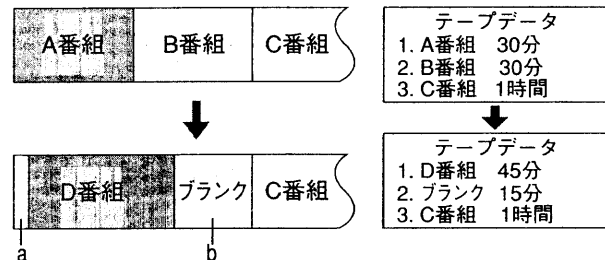 A番組 B番組 C番組
テープデータ
1. A番組 30分
2. B番組 30分
3. C番組 1時間
D番組 ブランク C番組
a b
テープデータ
1. D番組 45分
2. ブランク 15分
3. C番組 1時間